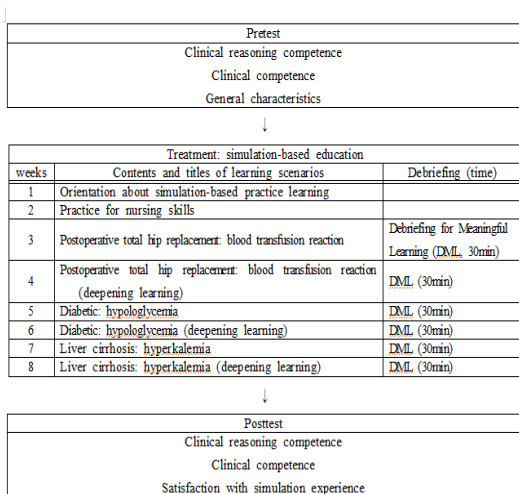 Pretest
Clinical reasoning competence
Clinical competence
General characteristics
↓
Treatment: simulation-based education
weeks Contents and titles of learning scenarios Debriefing (time)
1 Orientation about simulation-based practice learning
2 Practice for nursing skills
3 Postoperative total hip replacement: blood transfusion reaction Debriefing for Meaningful
Learning (DML, 30min)
4 Postoperative total hip replacement: blood transfusion reaction
(deepening learning) DML (30min)
5 Diabetic: hypologlycemia DML (30min)
6 Diabetic: hypologlycemia (deepening learning) DML (30min)
7 Liver cirrhosis: hyperkalemia DML (30min)
8 Liver cirrhosis: hyperkalemia (deepening learning) DML (30min)
↓
Posttest
Clinical reasoning competence
Clinical competence
Satisfaction with simulation experience